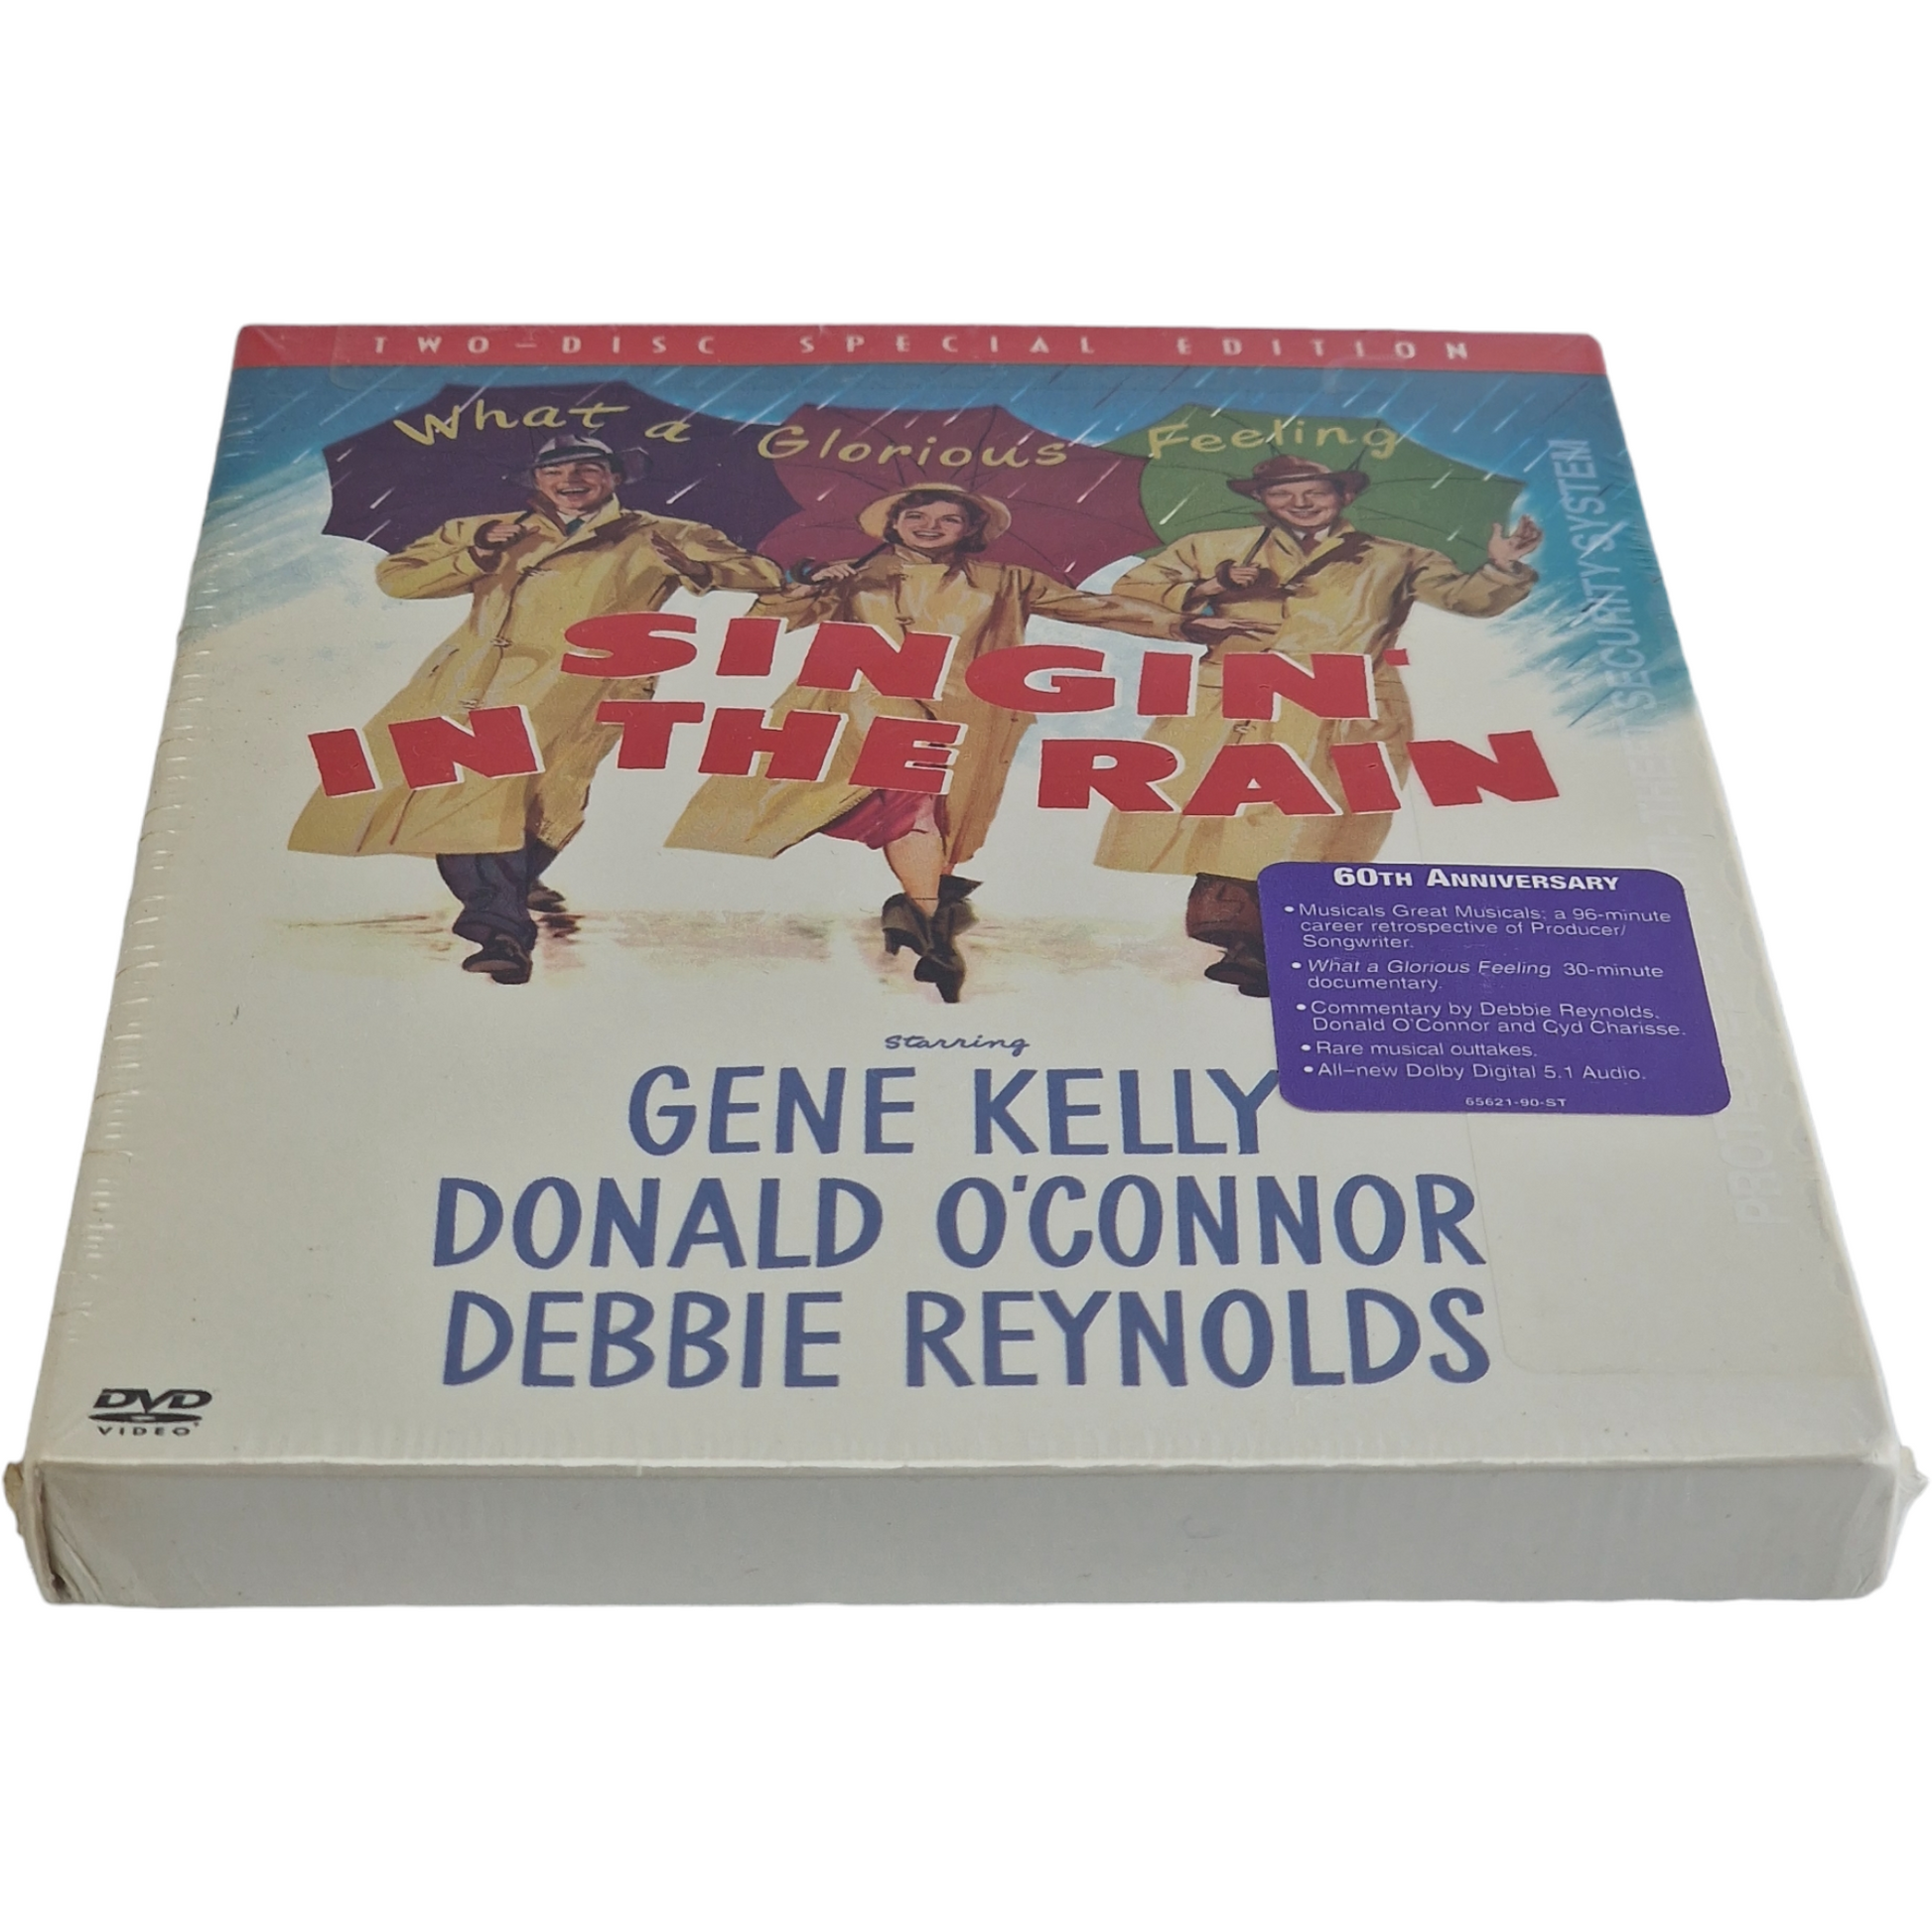 TWO-DISC SPECIAL EDITION
What a Glorious Feeling
SINGIN'
IN THE RAIN
60TH ANNIVERSARY
• Musicals Great Musicals; a 96-minute
career retrospective of Producer/
Songwriter.
• What a Glorious Feeling 30-minute
documentary.
• Commentary by Debbie Reynolds,
Donald O'Connor and Cyd Charisse.
• Rare musical outtakes.
• All-new Dolby Digital 5.1 Audio.
65621-90-ST
Starring
GENE KELLY
DONALD O'CONNOR
DEBBIE REYNOLDS
DVD
VIDEO
SECURITY SYSTEM